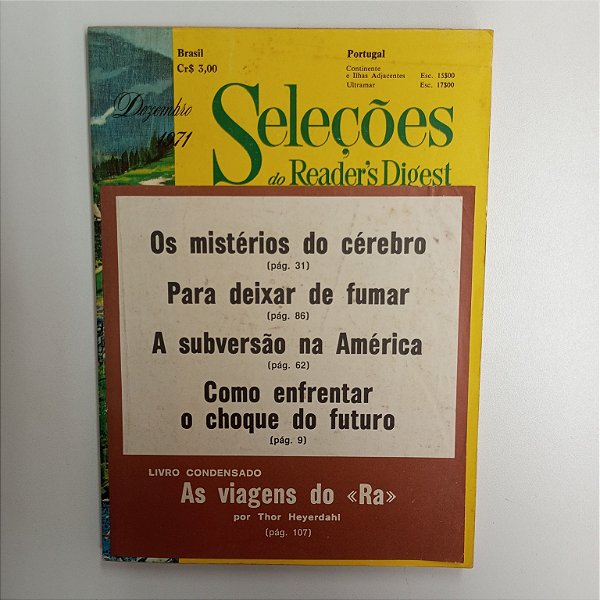 Brasil
Cr$ 3,00
Portugal
Continente
e Ilhas Adjacentes Esc. 15$00
Ultramar Esc. 17$00
Dezembro
1971
Seleções
do Reader's Digest
Os mistérios do cérebro
(pág. 31)
Para deixar de fumar
(pág. 86)
A subversão na América
(pág. 62)
Como enfrentar
o choque do futuro
(pág. 9)
LIVRO CONDENSADO
As viagens do «Ra»
por Thor Heyerdahl
(pág. 107)